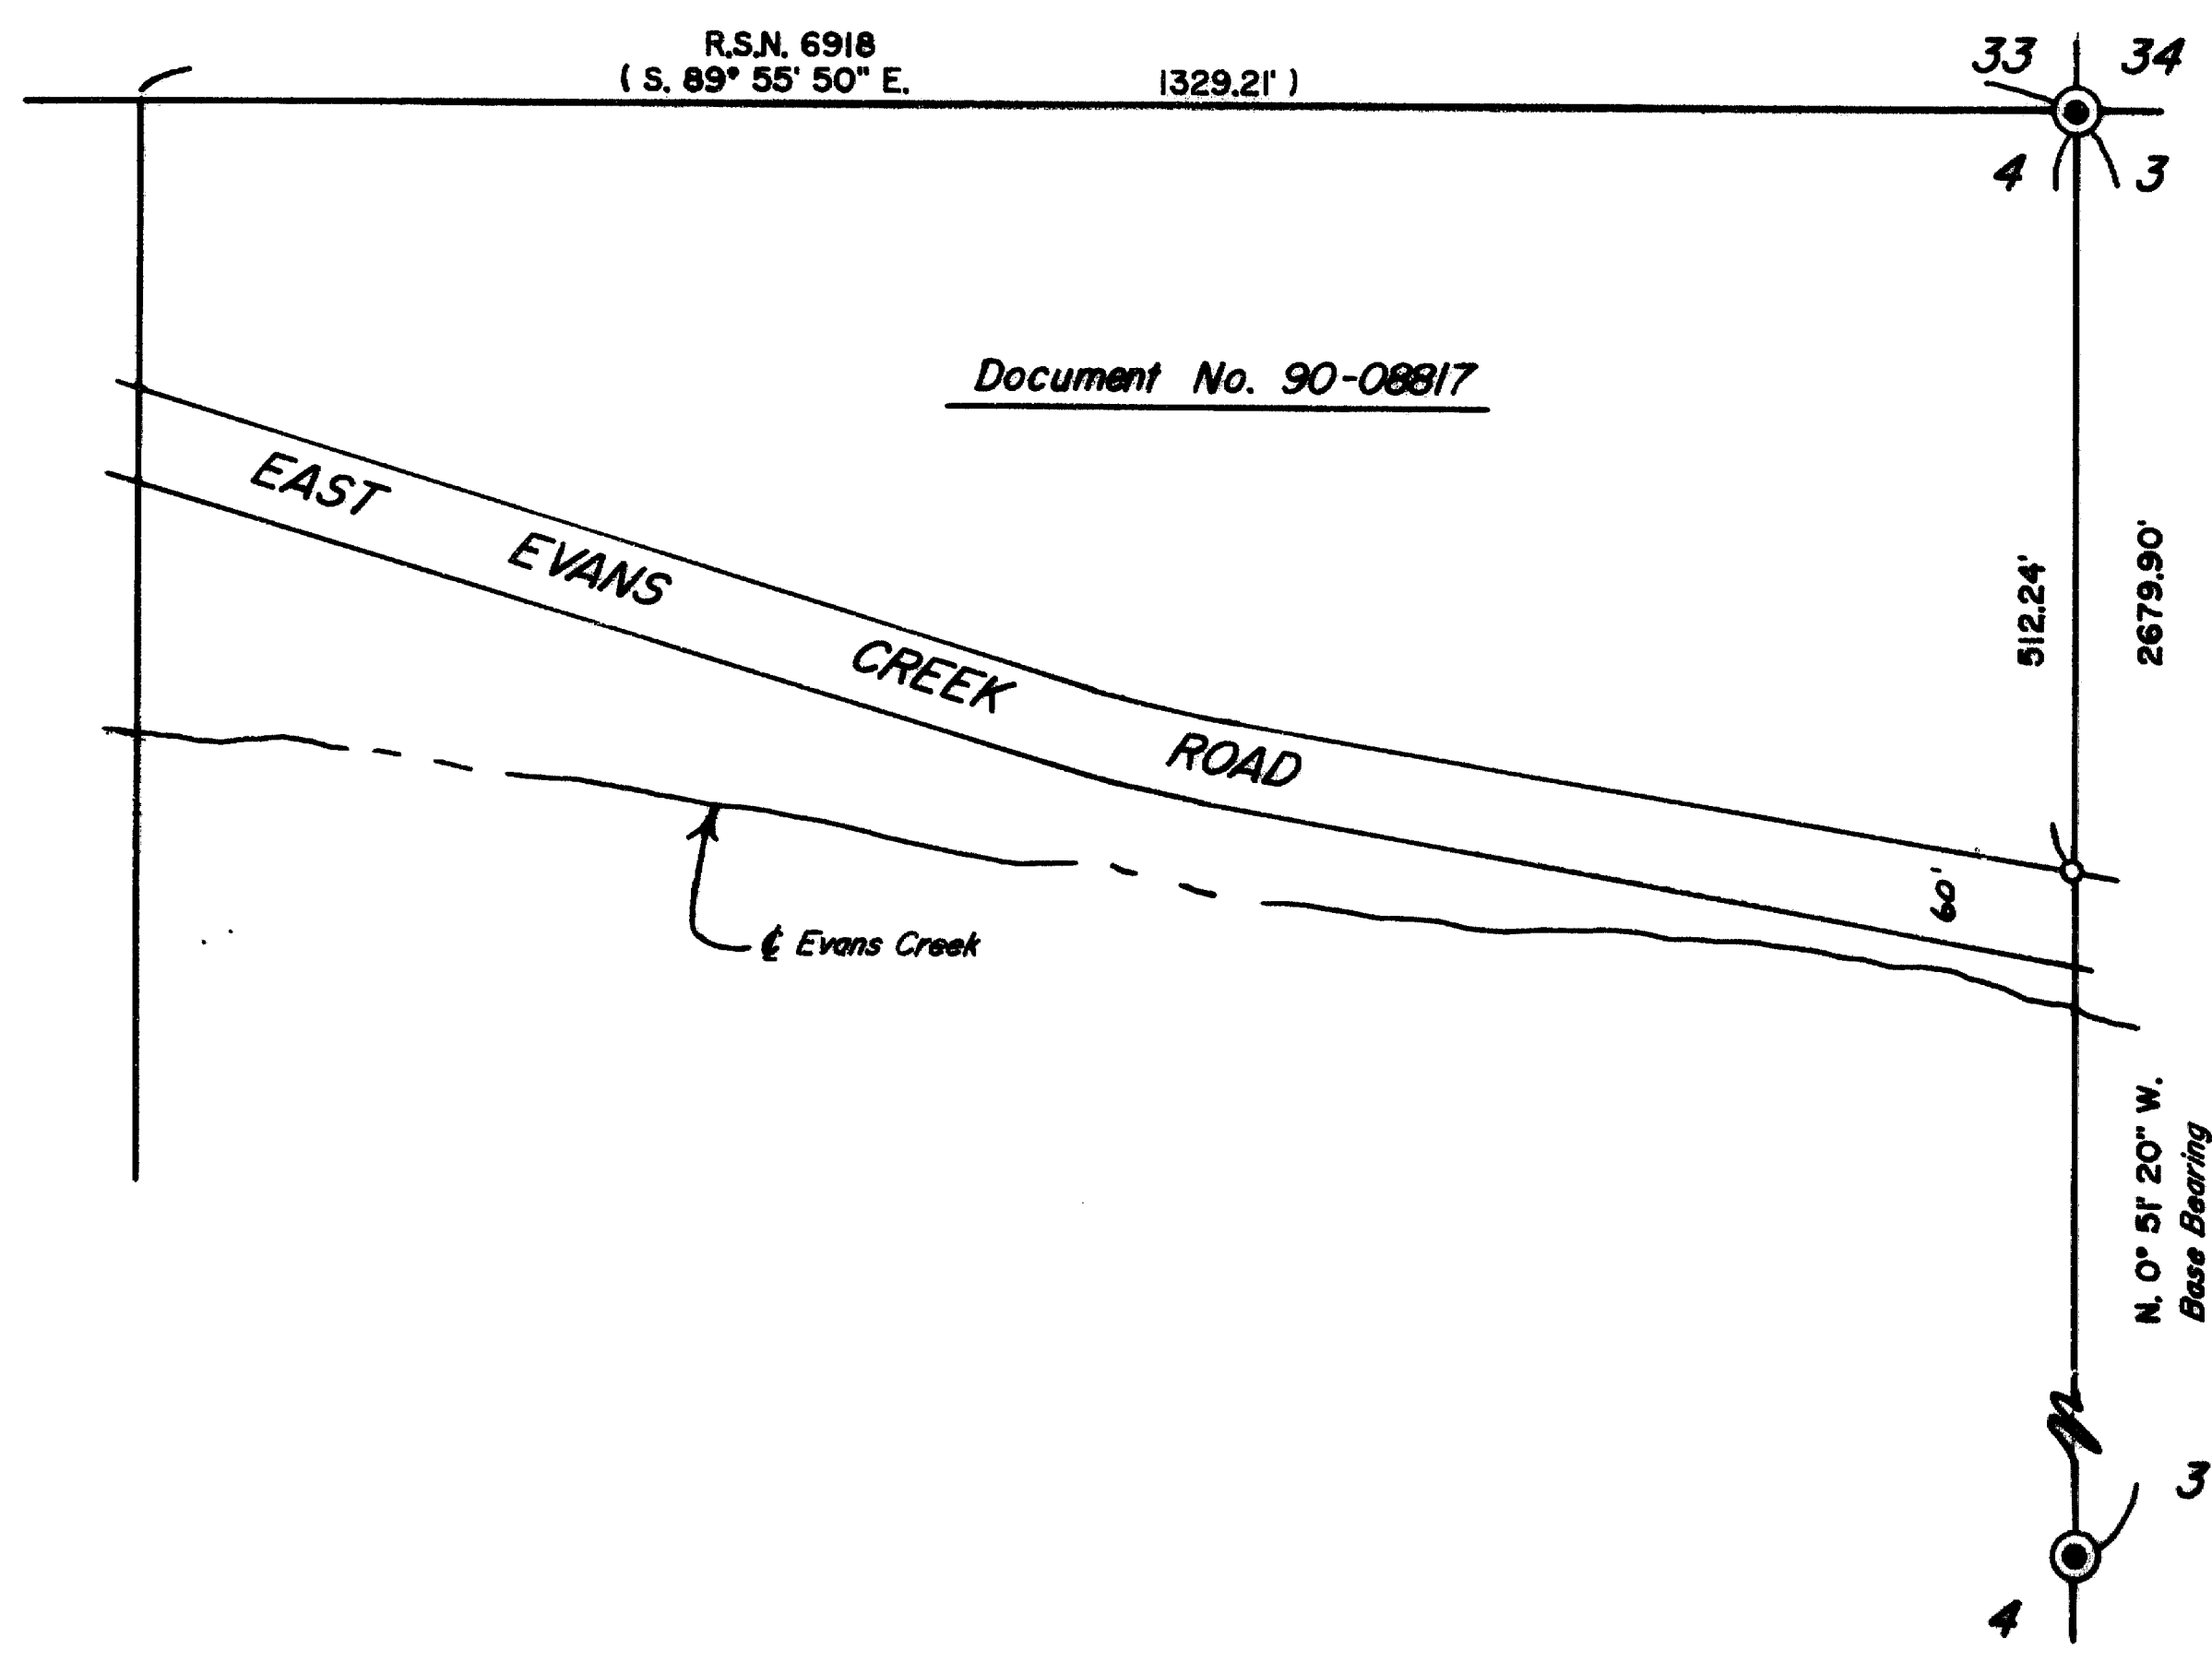 R.S.N. 6918
( S. 89° 55' 50" E. 1329.21' )
33 34
4 3
Document No. 90-08817
EAST EVANS CREEK ROAD
512.24'
2679.90'
60'
℄ Evans Creek
N. 0° 51' 20" W.
Base Bearing
3
4